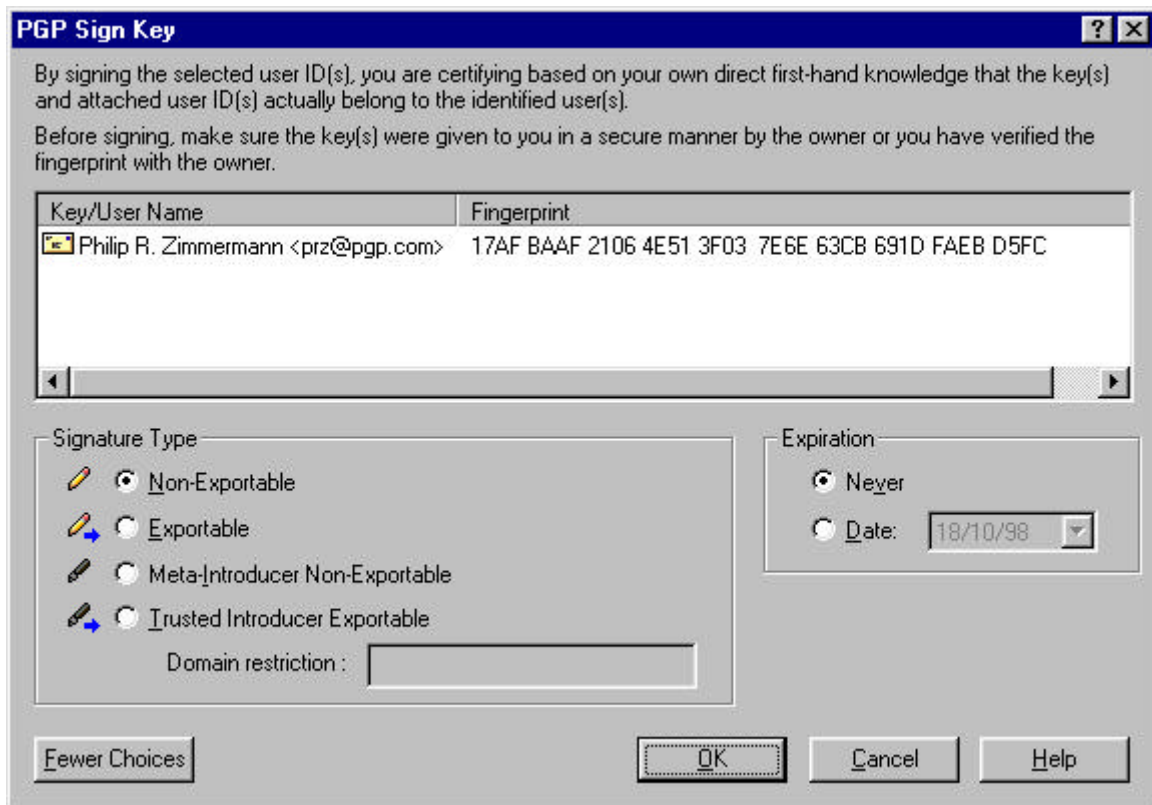 PGP Sign Key
By signing the selected user ID(s), you are certifying based on your own direct first-hand knowledge that the key(s)
and attached user ID(s) actually belong to the identified user(s).
Before signing, make sure the key(s) were given to you in a secure manner by the owner or you have verified the
fingerprint with the owner.
Key/User Name Fingerprint
Philip R. Zimmermann <prz@pgp.com> 17AF BAAF 2106 4E51 3F03 7E6E 63CB 691D FAEB D5FC
Signature Type
Non-Exportable
Exportable
Meta-Introducer Non-Exportable
Trusted Introducer Exportable
Domain restriction :
Expiration
Never
Date: 18/10/98
Fewer Choices OK Cancel Help